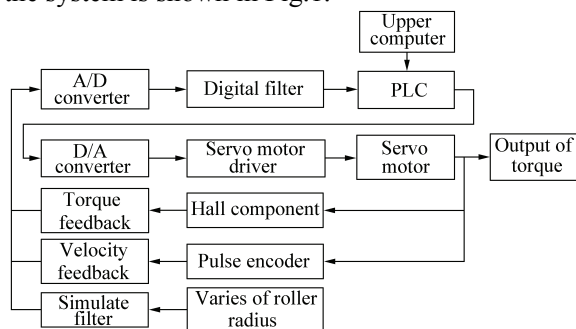 the system is shown in Fig.1.
Upper
computer
A/D
converter
Digital filter
PLC
D/A
converter
Servo motor
driver
Servo
motor
Output of
torque
Torque
feedback
Hall component
Velocity
feedback
Pulse encoder
Simulate
filter
Varies of roller
radius